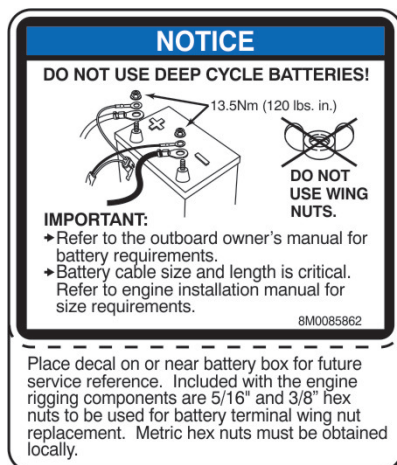 NOTICE
DO NOT USE DEEP CYCLE BATTERIES!
13.5Nm (120 lbs. in.)
DO NOT
USE WING
NUTS.
IMPORTANT:
Refer to the outboard owner's manual for
battery requirements.
Battery cable size and length is critical.
Refer to engine installation manual for
size requirements.
8M0085862
Place decal on or near battery box for future
service reference. Included with the engine
rigging components are 5/16" and 3/8" hex
nuts to be used for battery terminal wing nut
replacement. Metric hex nuts must be obtained
locally.